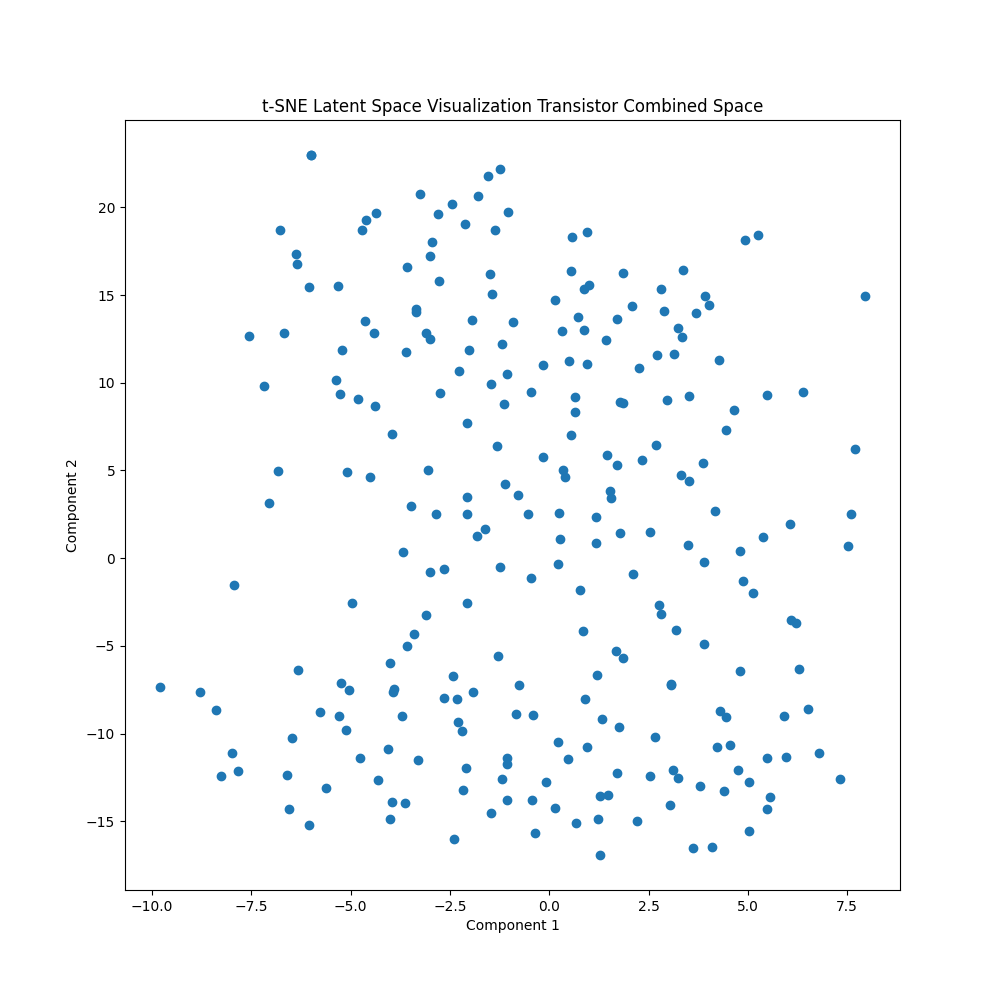 t-SNE Latent Space Visualization Transistor Combined Space
20
15
10
5
0
−5
−10
−15
Component 2
−10.0 −7.5 −5.0 −2.5 0.0 2.5 5.0 7.5
Component 1